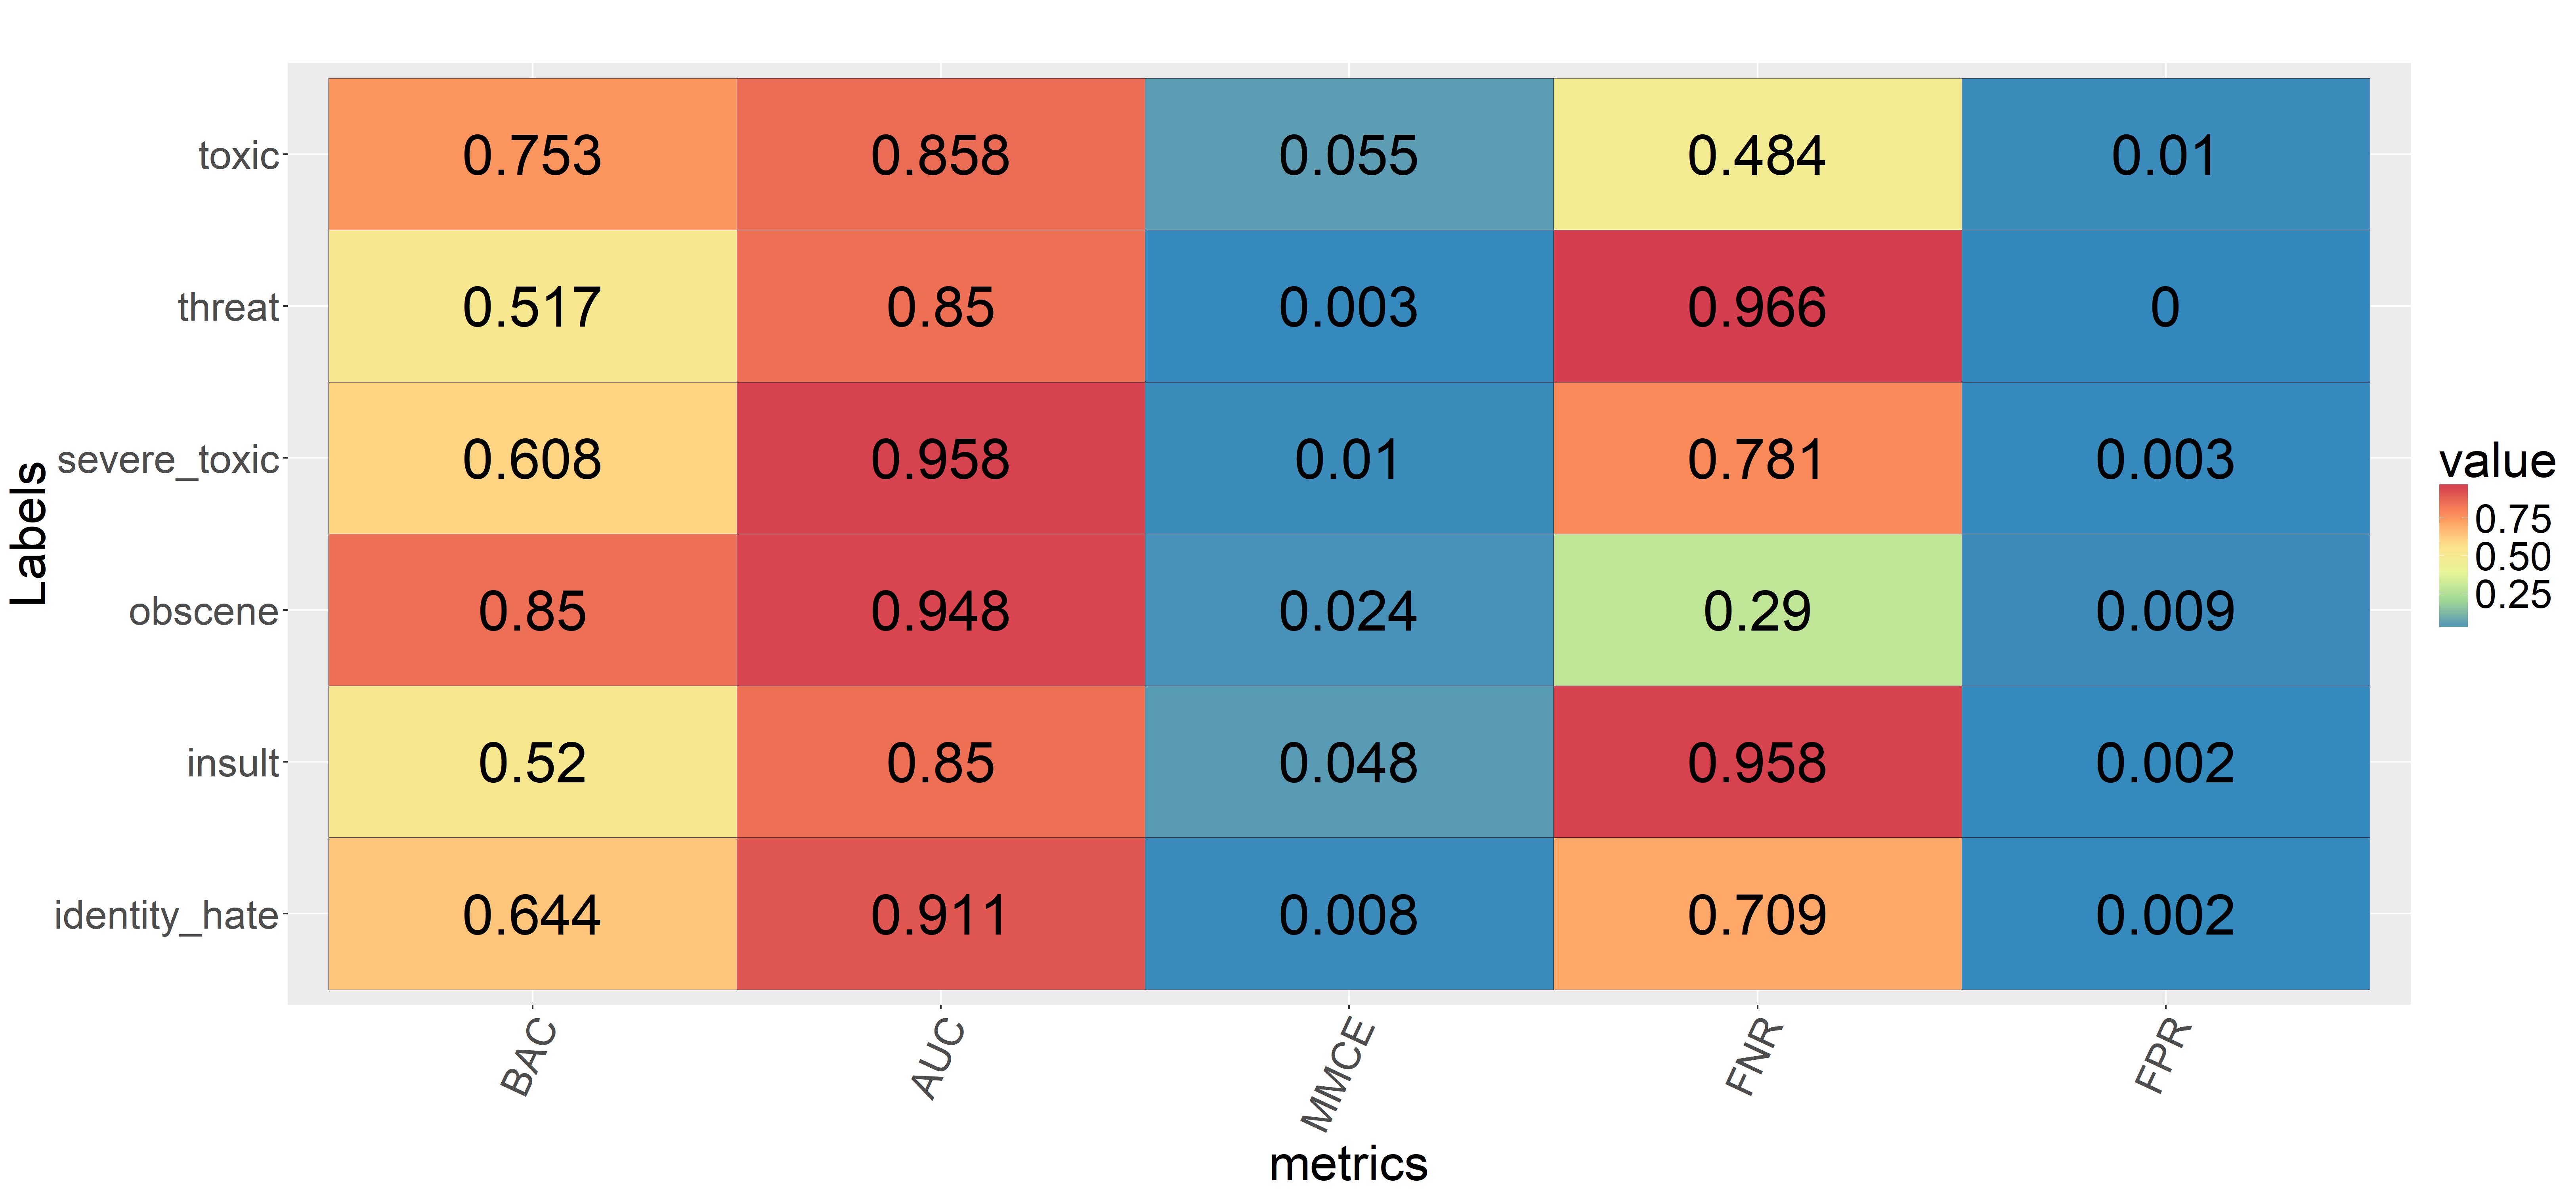 toxic 0.753 0.858 0.055 0.484 0.01
threat 0.517 0.85 0.003 0.966 0
severe_toxic 0.608 0.958 0.01 0.781 0.003
obscene 0.85 0.948 0.024 0.29 0.009
insult 0.52 0.85 0.048 0.958 0.002
identity_hate 0.644 0.911 0.008 0.709 0.002
BAC AUC MMCE FNR FPR
metrics
Labels
value
0.75
0.50
0.25